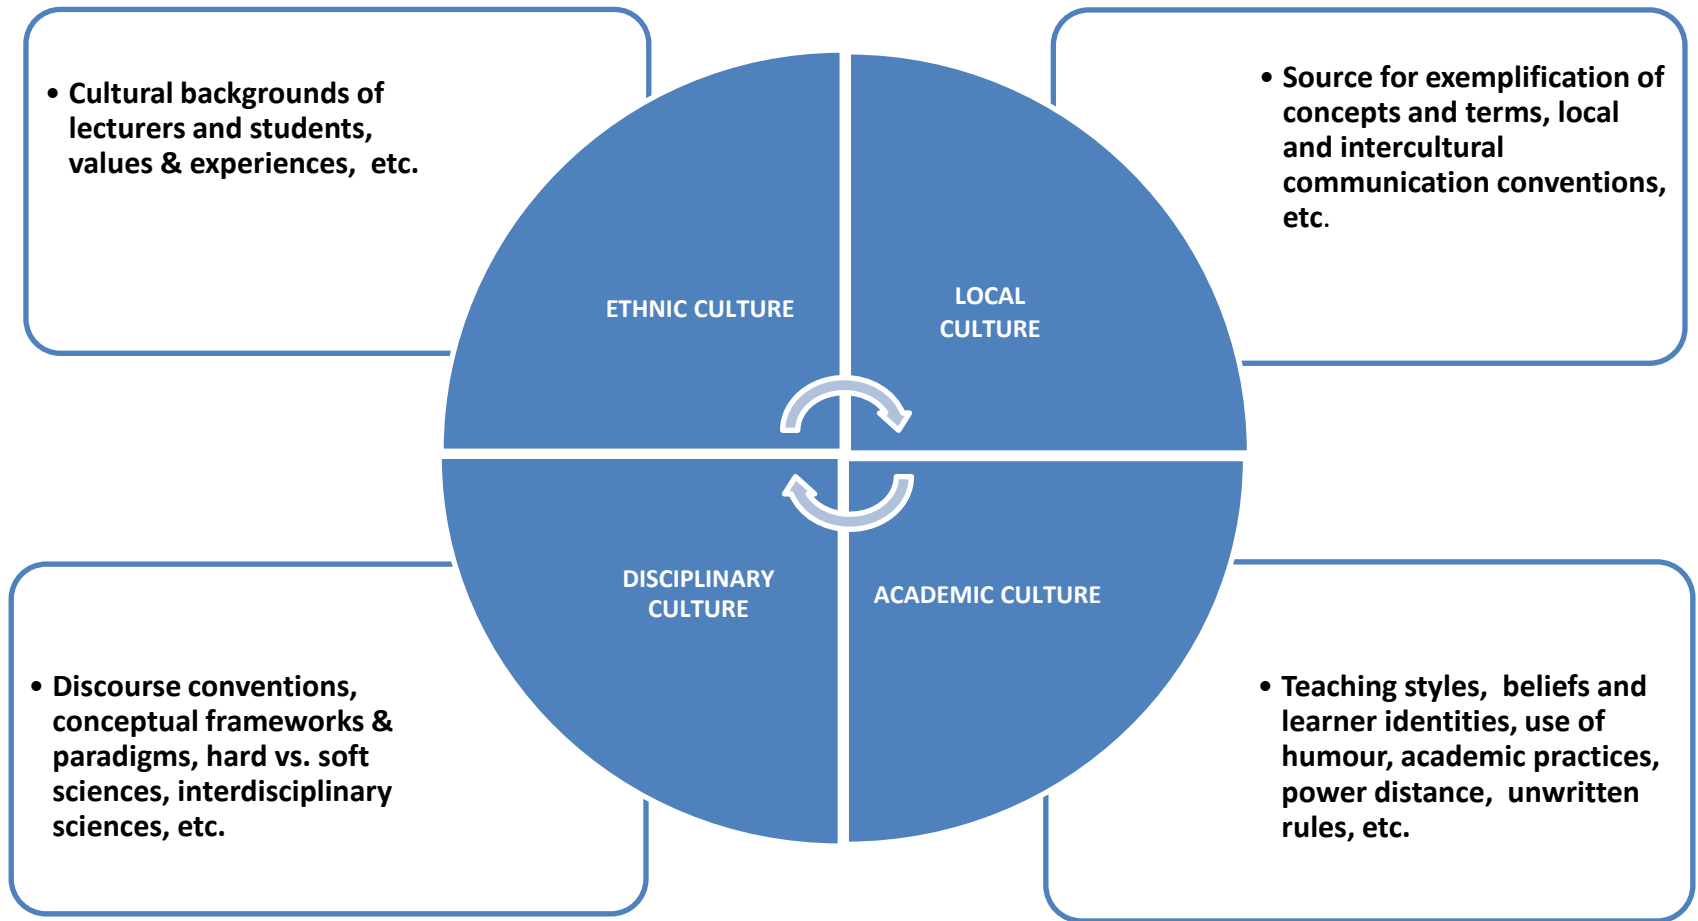 • Cultural backgrounds of
lecturers and students,
values & experiences, etc.
• Source for exemplification of
concepts and terms, local
and intercultural
communication conventions,
etc.
ETHNIC CULTURE
LOCAL
CULTURE
DISCIPLINARY
CULTURE
ACADEMIC CULTURE
• Discourse conventions,
conceptual frameworks &
paradigms, hard vs. soft
sciences, interdisciplinary
sciences, etc.
• Teaching styles, beliefs and
learner identities, use of
humour, academic practices,
power distance, unwritten
rules, etc.